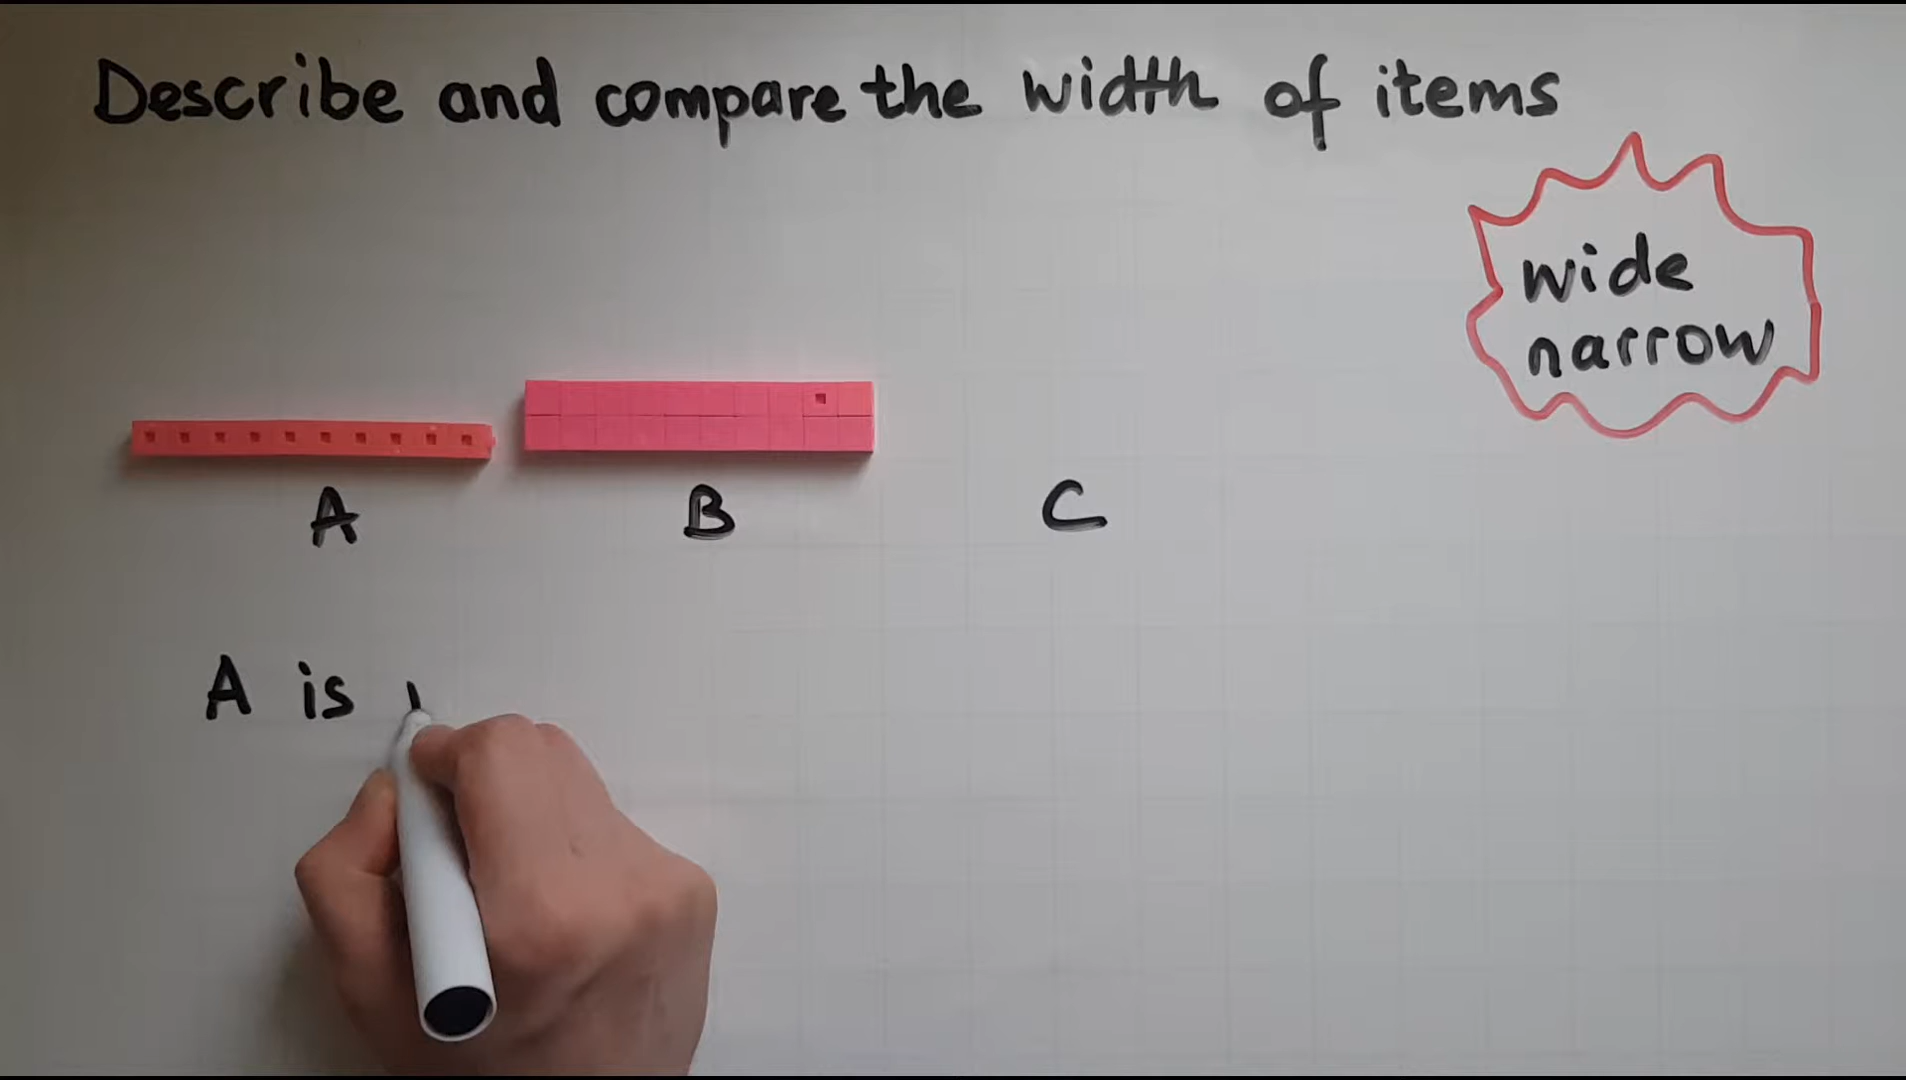 Describe and compare the width of items
wide
narrow
A
B
C
A is